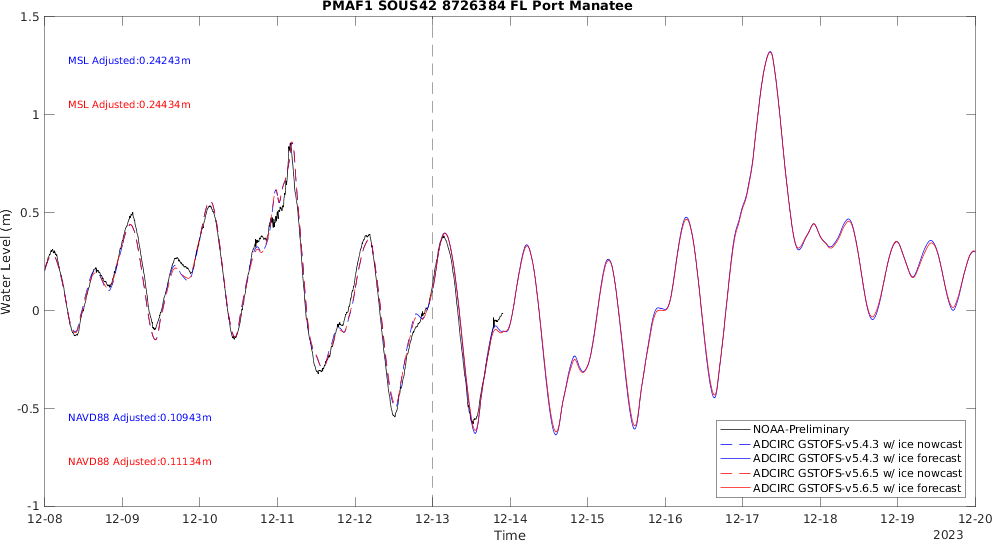 PMAF1 SOUS42 8726384 FL Port Manatee
1.5
1
0.5
0
-0.5
-1
Water Level (m)
MSL Adjusted:0.24243m
MSL Adjusted:0.24434m
NAVD88 Adjusted:0.10943m
NAVD88 Adjusted:0.11134m
NOAA-Preliminary
ADCIRC GSTOFS-v5.4.3 w/ ice nowcast
ADCIRC GSTOFS-v5.4.3 w/ ice forecast
ADCIRC GSTOFS-v5.6.5 w/ ice nowcast
ADCIRC GSTOFS-v5.6.5 w/ ice forecast
12-08 12-09 12-10 12-11 12-12 12-13 12-14 12-15 12-16 12-17 12-18 12-19 12-20
Time
2023